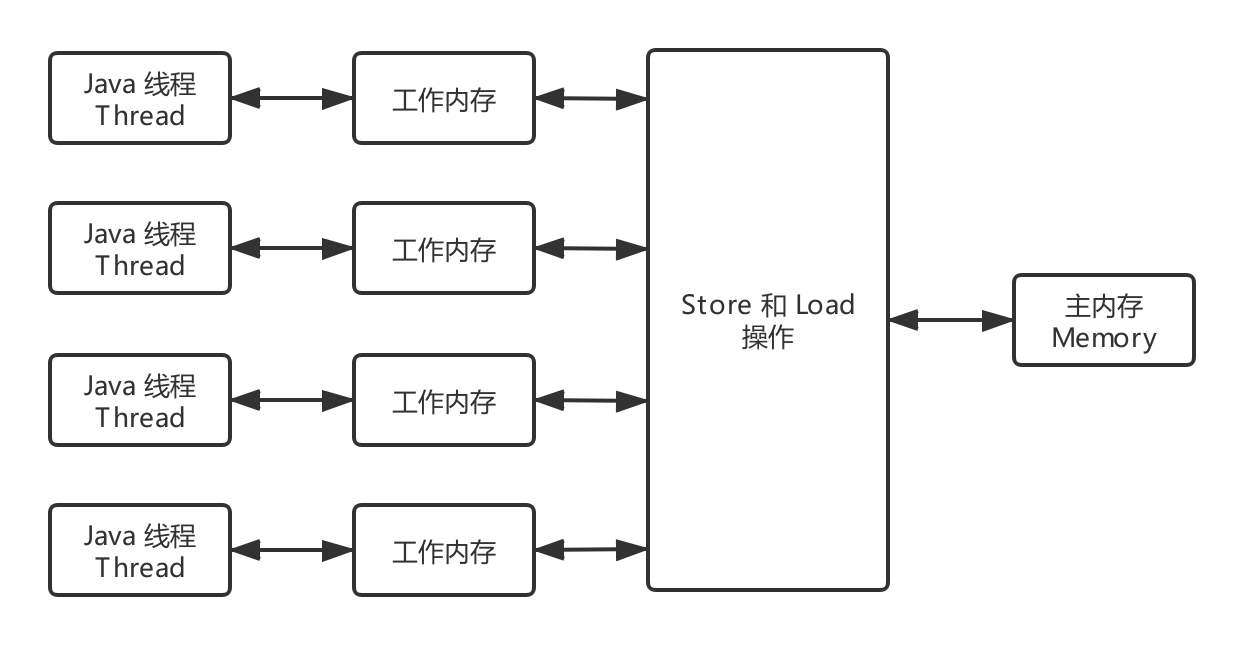 Java 线程
Thread
工作内存
Java 线程
Thread
工作内存
Store 和 Load
操作
主内存
Memory
Java 线程
Thread
工作内存
Java 线程
Thread
工作内存